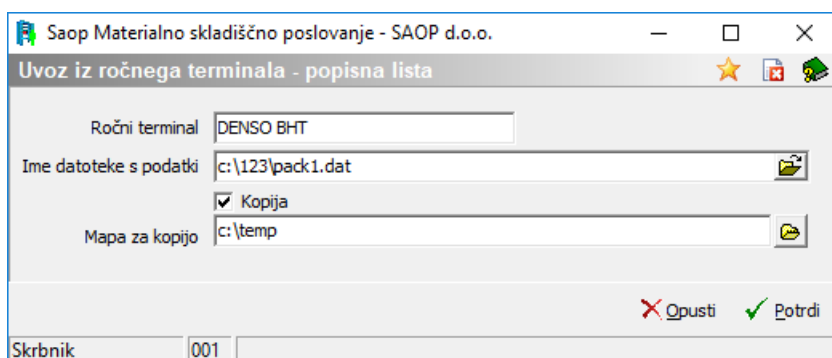 Saop Materialno skladiščno poslovanje - SAOP d.o.o.
Uvoz iz ročnega terminala - popisna lista
Ročni terminal DENSO BHT
Ime datoteke s podatki c:\123\pack1.dat
Kopija
Mapa za kopijo c:\temp
Opusti Potrdi
Skrbnik 001